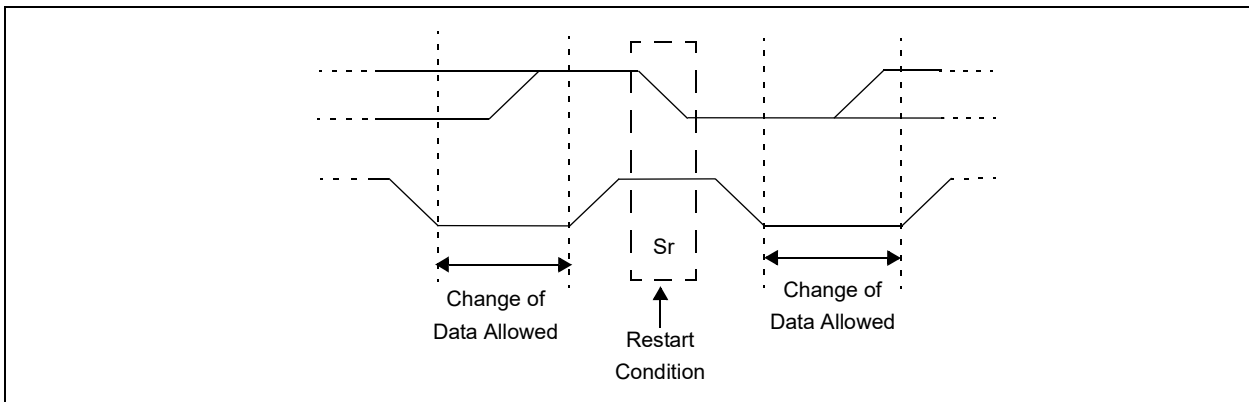 Sr
Change of
Data Allowed
Restart
Condition
Change of
Data Allowed